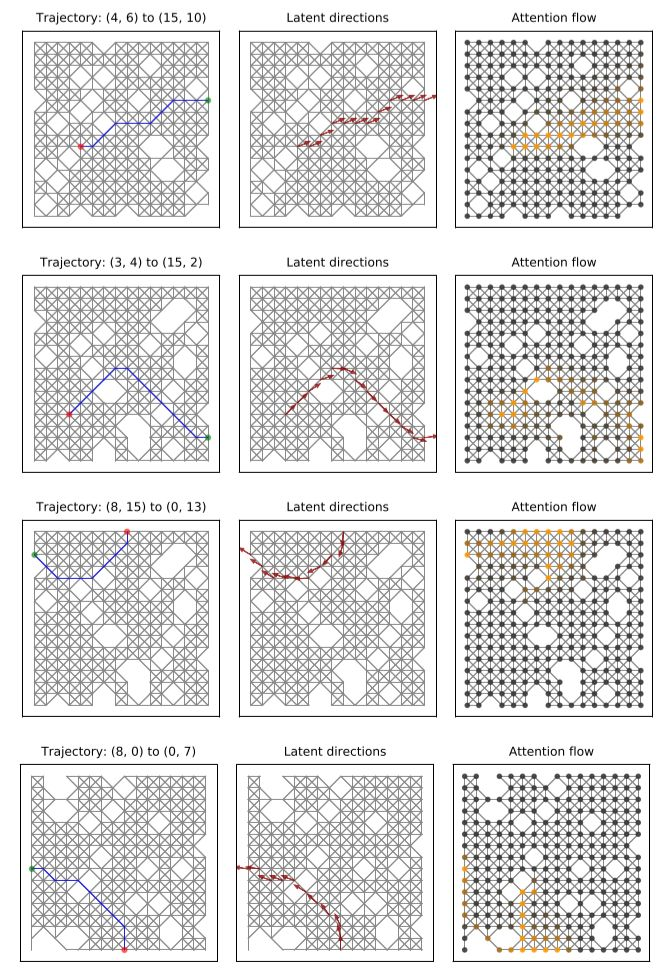 Trajectory: (4, 6) to (15, 10) Latent directions Attention flow
Trajectory: (3, 4) to (15, 2) Latent directions Attention flow
Trajectory: (8, 15) to (0, 13) Latent directions Attention flow
Trajectory: (8, 0) to (0, 7) Latent directions Attention flow